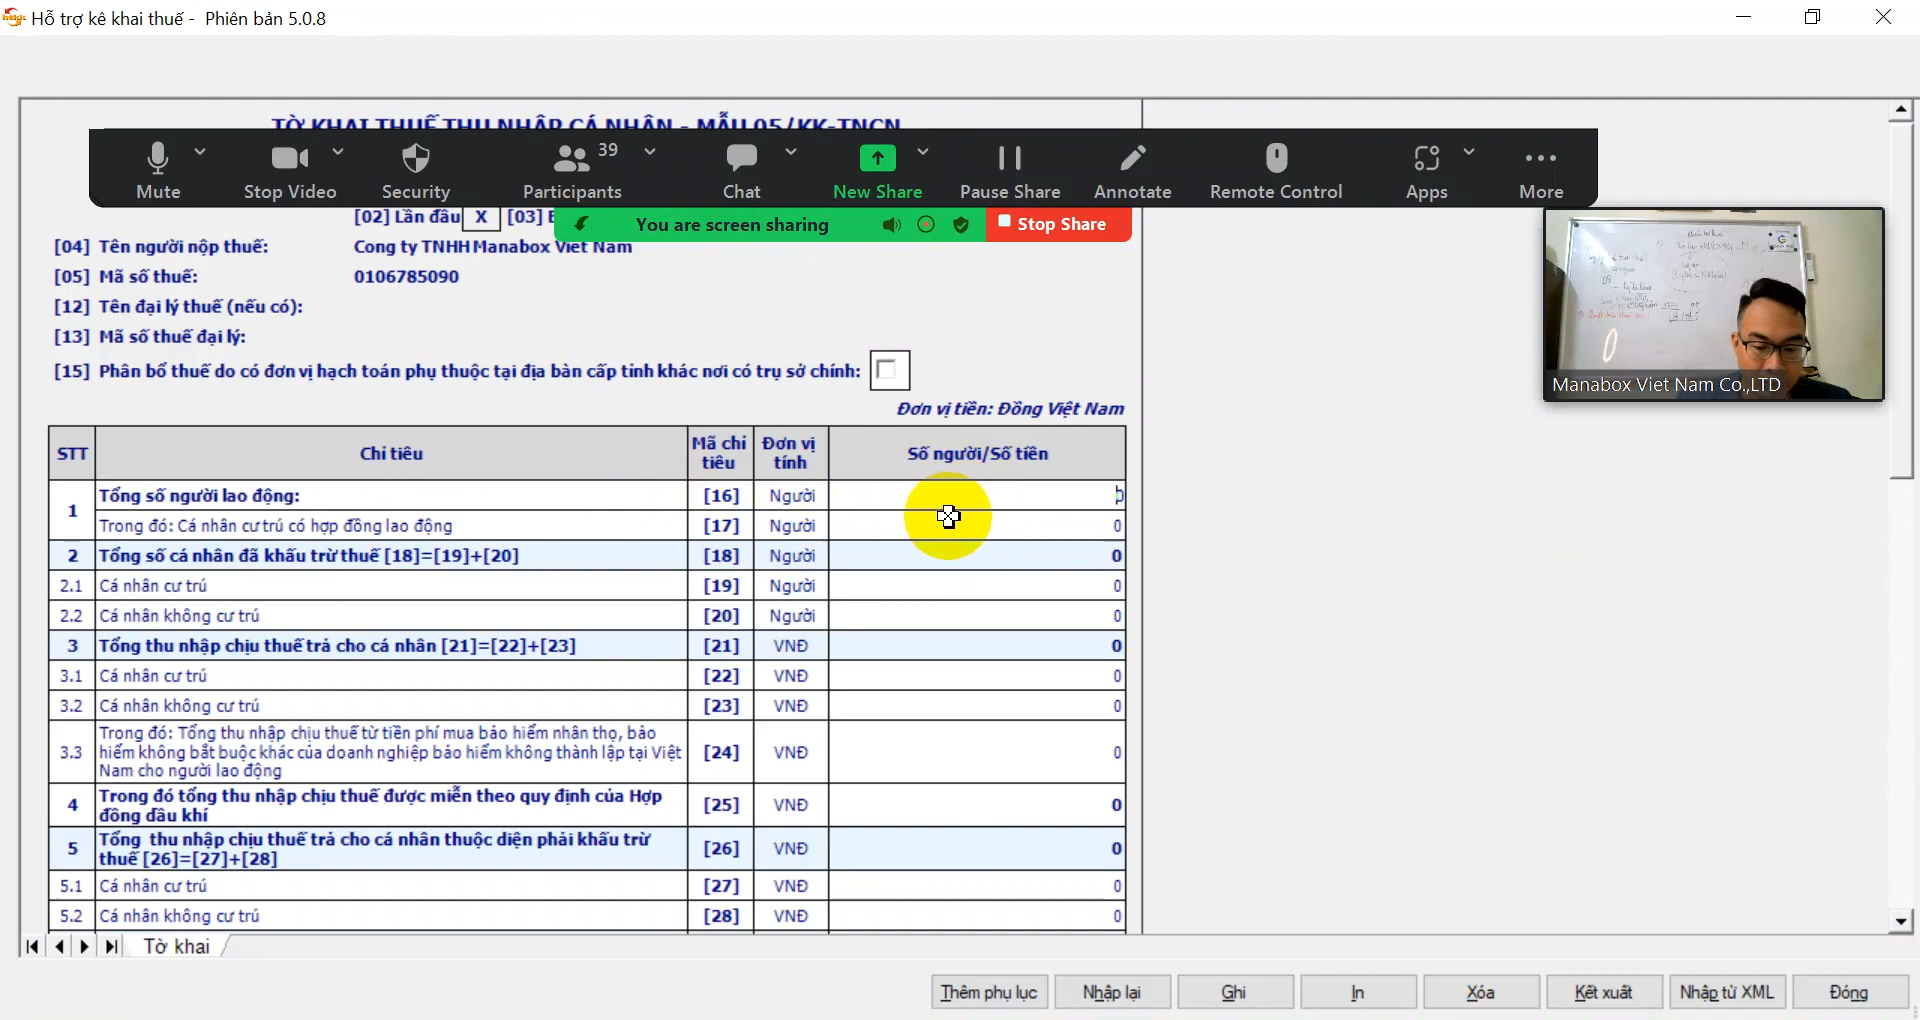 Hỗ trợ kê khai thuế - Phiên bản 5.0.8
TỜ KHAI THUẾ THU NHẬP CÁ NHÂN - MẪU 05/KK-TNCN
Mute
Stop Video
Security
39
Participants
Chat
New Share
Pause Share
Annotate
Remote Control
Apps
More
[02] Lần đầu X [03]
You are screen sharing
Stop Share
[04] Tên người nộp thuế: Cong ty TNHH Manabox Viet Nam
[05] Mã số thuế: 0106785090
[12] Tên đại lý thuế (nếu có):
[13] Mã số thuế đại lý:
[15] Phân bổ thuế do có đơn vị hạch toán phụ thuộc tại địa bàn cấp tỉnh khác nơi có trụ sở chính:
Manabox Viet Nam Co.,LTD
Đơn vị tiền: Đồng Việt Nam
STT Chỉ tiêu Mã chỉ tiêu Đơn vị tính Số người/Số tiền
1 Tổng số người lao động: [16] Người 0
Trong đó: Cá nhân cư trú có hợp đồng lao động [17] Người 0
2 Tổng số cá nhân đã khấu trừ thuế [18]=[19]+[20] [18] Người 0
2.1 Cá nhân cư trú [19] Người 0
2.2 Cá nhân không cư trú [20] Người 0
3 Tổng thu nhập chịu thuế trả cho cá nhân [21]=[22]+[23] [21] VNĐ 0
3.1 Cá nhân cư trú [22] VNĐ 0
3.2 Cá nhân không cư trú [23] VNĐ 0
3.3 Trong đó: Tổng thu nhập chịu thuế từ tiền phí mua bảo hiểm nhân thọ, bảo
hiểm không bắt buộc khác của doanh nghiệp bảo hiểm không thành lập tại Việt
Nam cho người lao động [24] VNĐ 0
4 Trong đó tổng thu nhập chịu thuế được miễn theo quy định của Hợp
đồng dầu khí [25] VNĐ 0
5 Tổng thu nhập chịu thuế trả cho cá nhân thuộc diện phải khấu trừ
thuế [26]=[27]+[28] [26] VNĐ 0
5.1 Cá nhân cư trú [27] VNĐ 0
5.2 Cá nhân không cư trú [28] VNĐ 0
Tờ khai
Thêm phụ lục
Nhập lại
Ghi
In
Xóa
Kết xuất
Nhập từ XML
Đóng